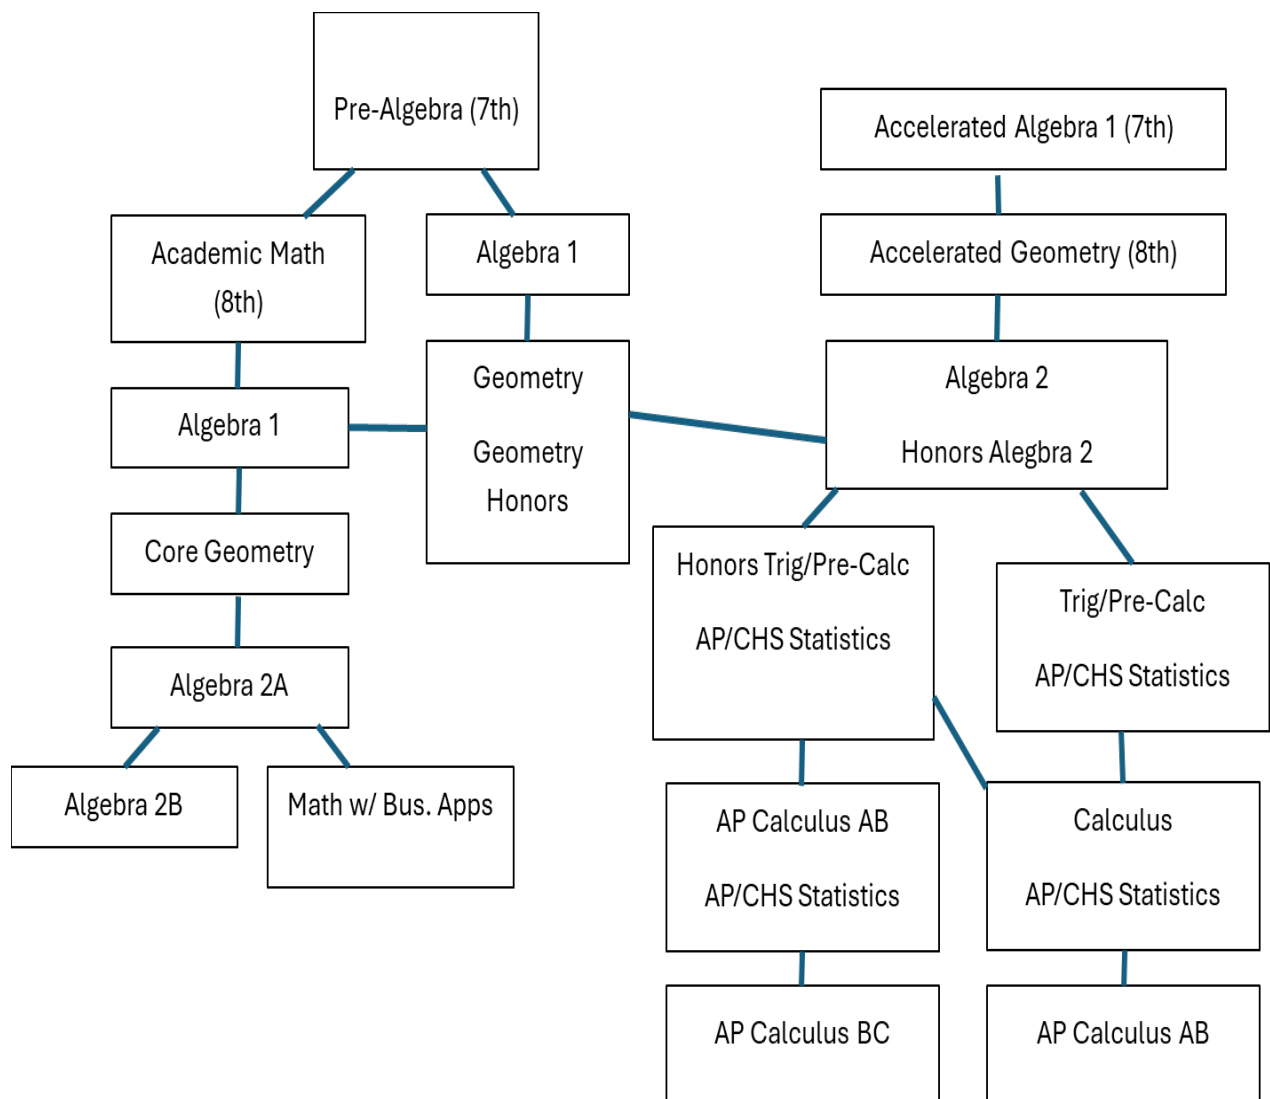 Pre-Algebra (7th)
Accelerated Algebra 1 (7th)
Academic Math
(8th)
Algebra 1
Accelerated Geometry (8th)
Algebra 1
Geometry
Geometry
Honors
Algebra 2
Honors Alegbra 2
Core Geometry
Honors Trig/Pre-Calc
AP/CHS Statistics
Trig/Pre-Calc
AP/CHS Statistics
Algebra 2A
Algebra 2B
Math w/ Bus. Apps
AP Calculus AB
AP/CHS Statistics
Calculus
AP/CHS Statistics
AP Calculus BC
AP Calculus AB